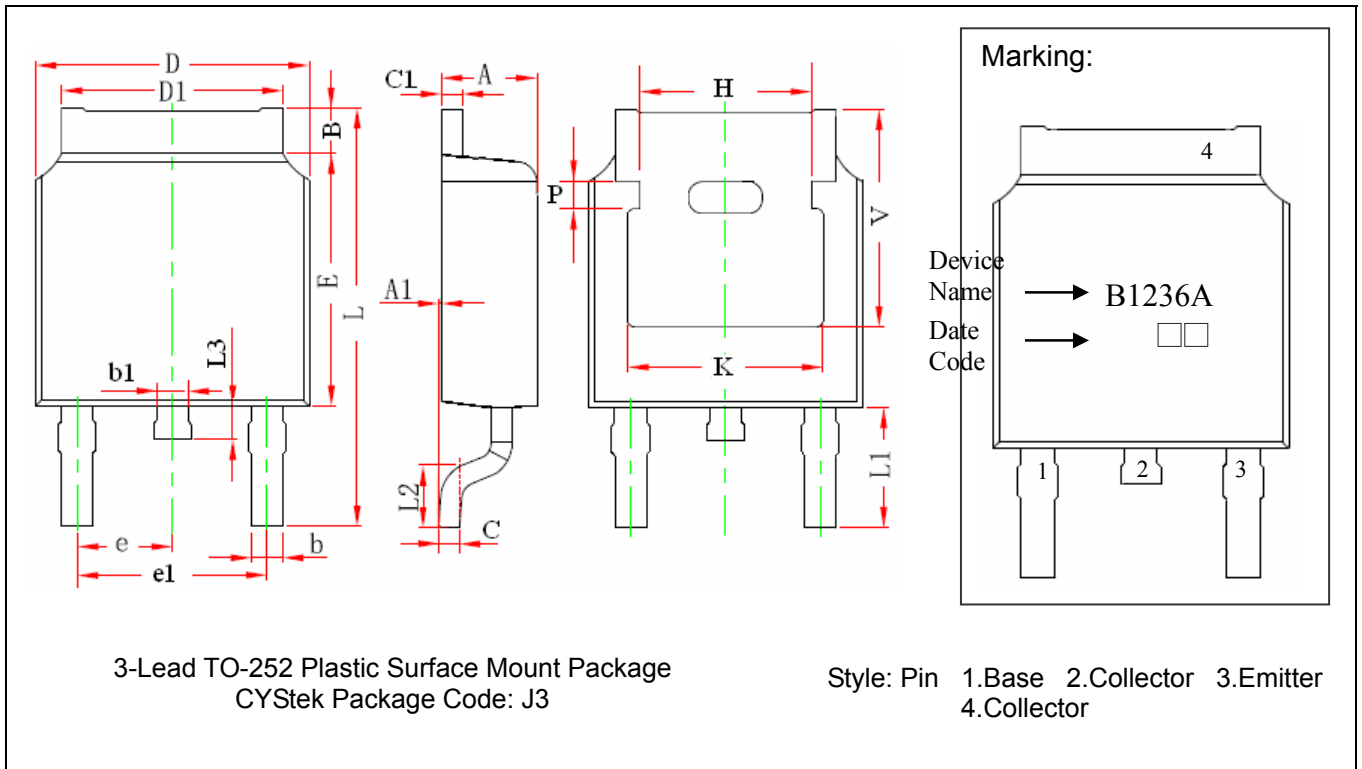 D
D1
B
E
L
L3
b1
e
e1
b
C1
A
A1
L2
C
H
P
V
K
L1
Marking:
4
Device
Name
B1236A
Date
Code
1
2
3
3-Lead TO-252 Plastic Surface Mount Package
CYStek Package Code: J3
Style: Pin 1.Base 2.Collector 3.Emitter
4.Collector